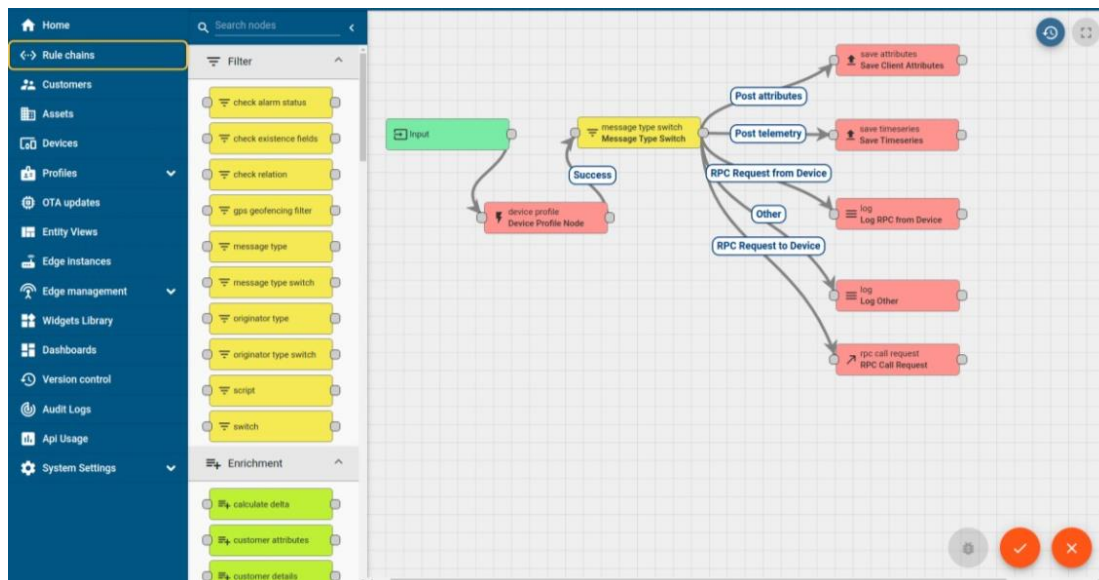 Home
Rule chains
Customers
Assets
Devices
Profiles
OTA updates
Entity Views
Edge instances
Edge management
Widgets Library
Dashboards
Version control
Audit Logs
Api Usage
System Settings
Search nodes
Filter
check alarm status
check existence fields
check relation
gps geofencing filter
message type
message type switch
originator type
originator type switch
script
switch
Enrichment
calculate delta
customer attributes
customer details
Input
device profile
Device Profile Node
Success
message type switch
Message Type Switch
Post attributes
Post telemetry
RPC Request from Device
Other
RPC Request to Device
save attributes
Save Client Attributes
save timeseries
Save Timeseries
log
Log RPC from Device
log
Log Other
rpc call request
RPC Call Request